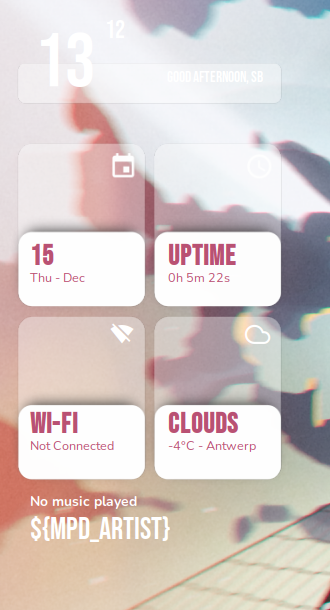 13 12
GOOD AFTERNOON, SB
15
Thu - Dec
UPTIME
0h 5m 22s
WI-FI
Not Connected
CLOUDS
-4°C - Antwerp
No music played
${MPD_ARTIST}